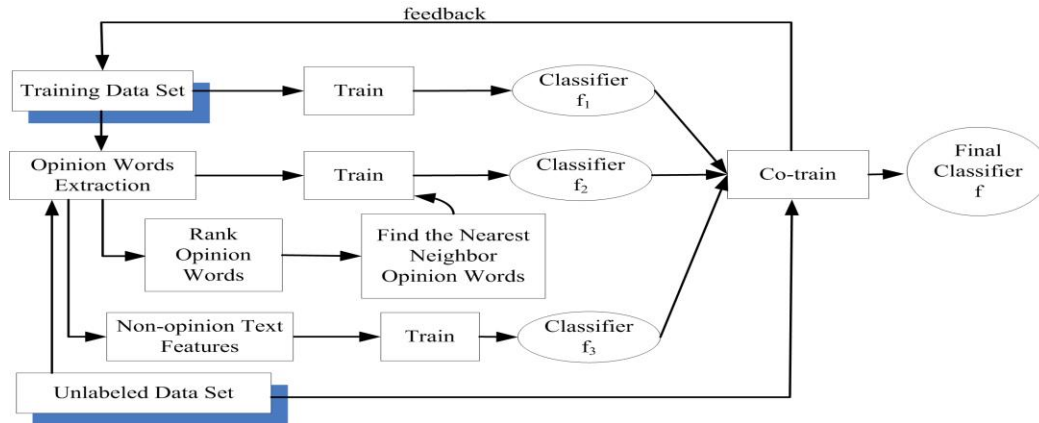 feedback
Training Data Set
Train
Classifier
f₁
Opinion Words
Extraction
Train
Classifier
f₂
Co-train
Final
Classifier
f
Rank
Opinion
Words
Find the Nearest
Neighbor
Opinion Words
Non-opinion Text
Features
Train
Classifier
f₃
Unlabeled Data Set